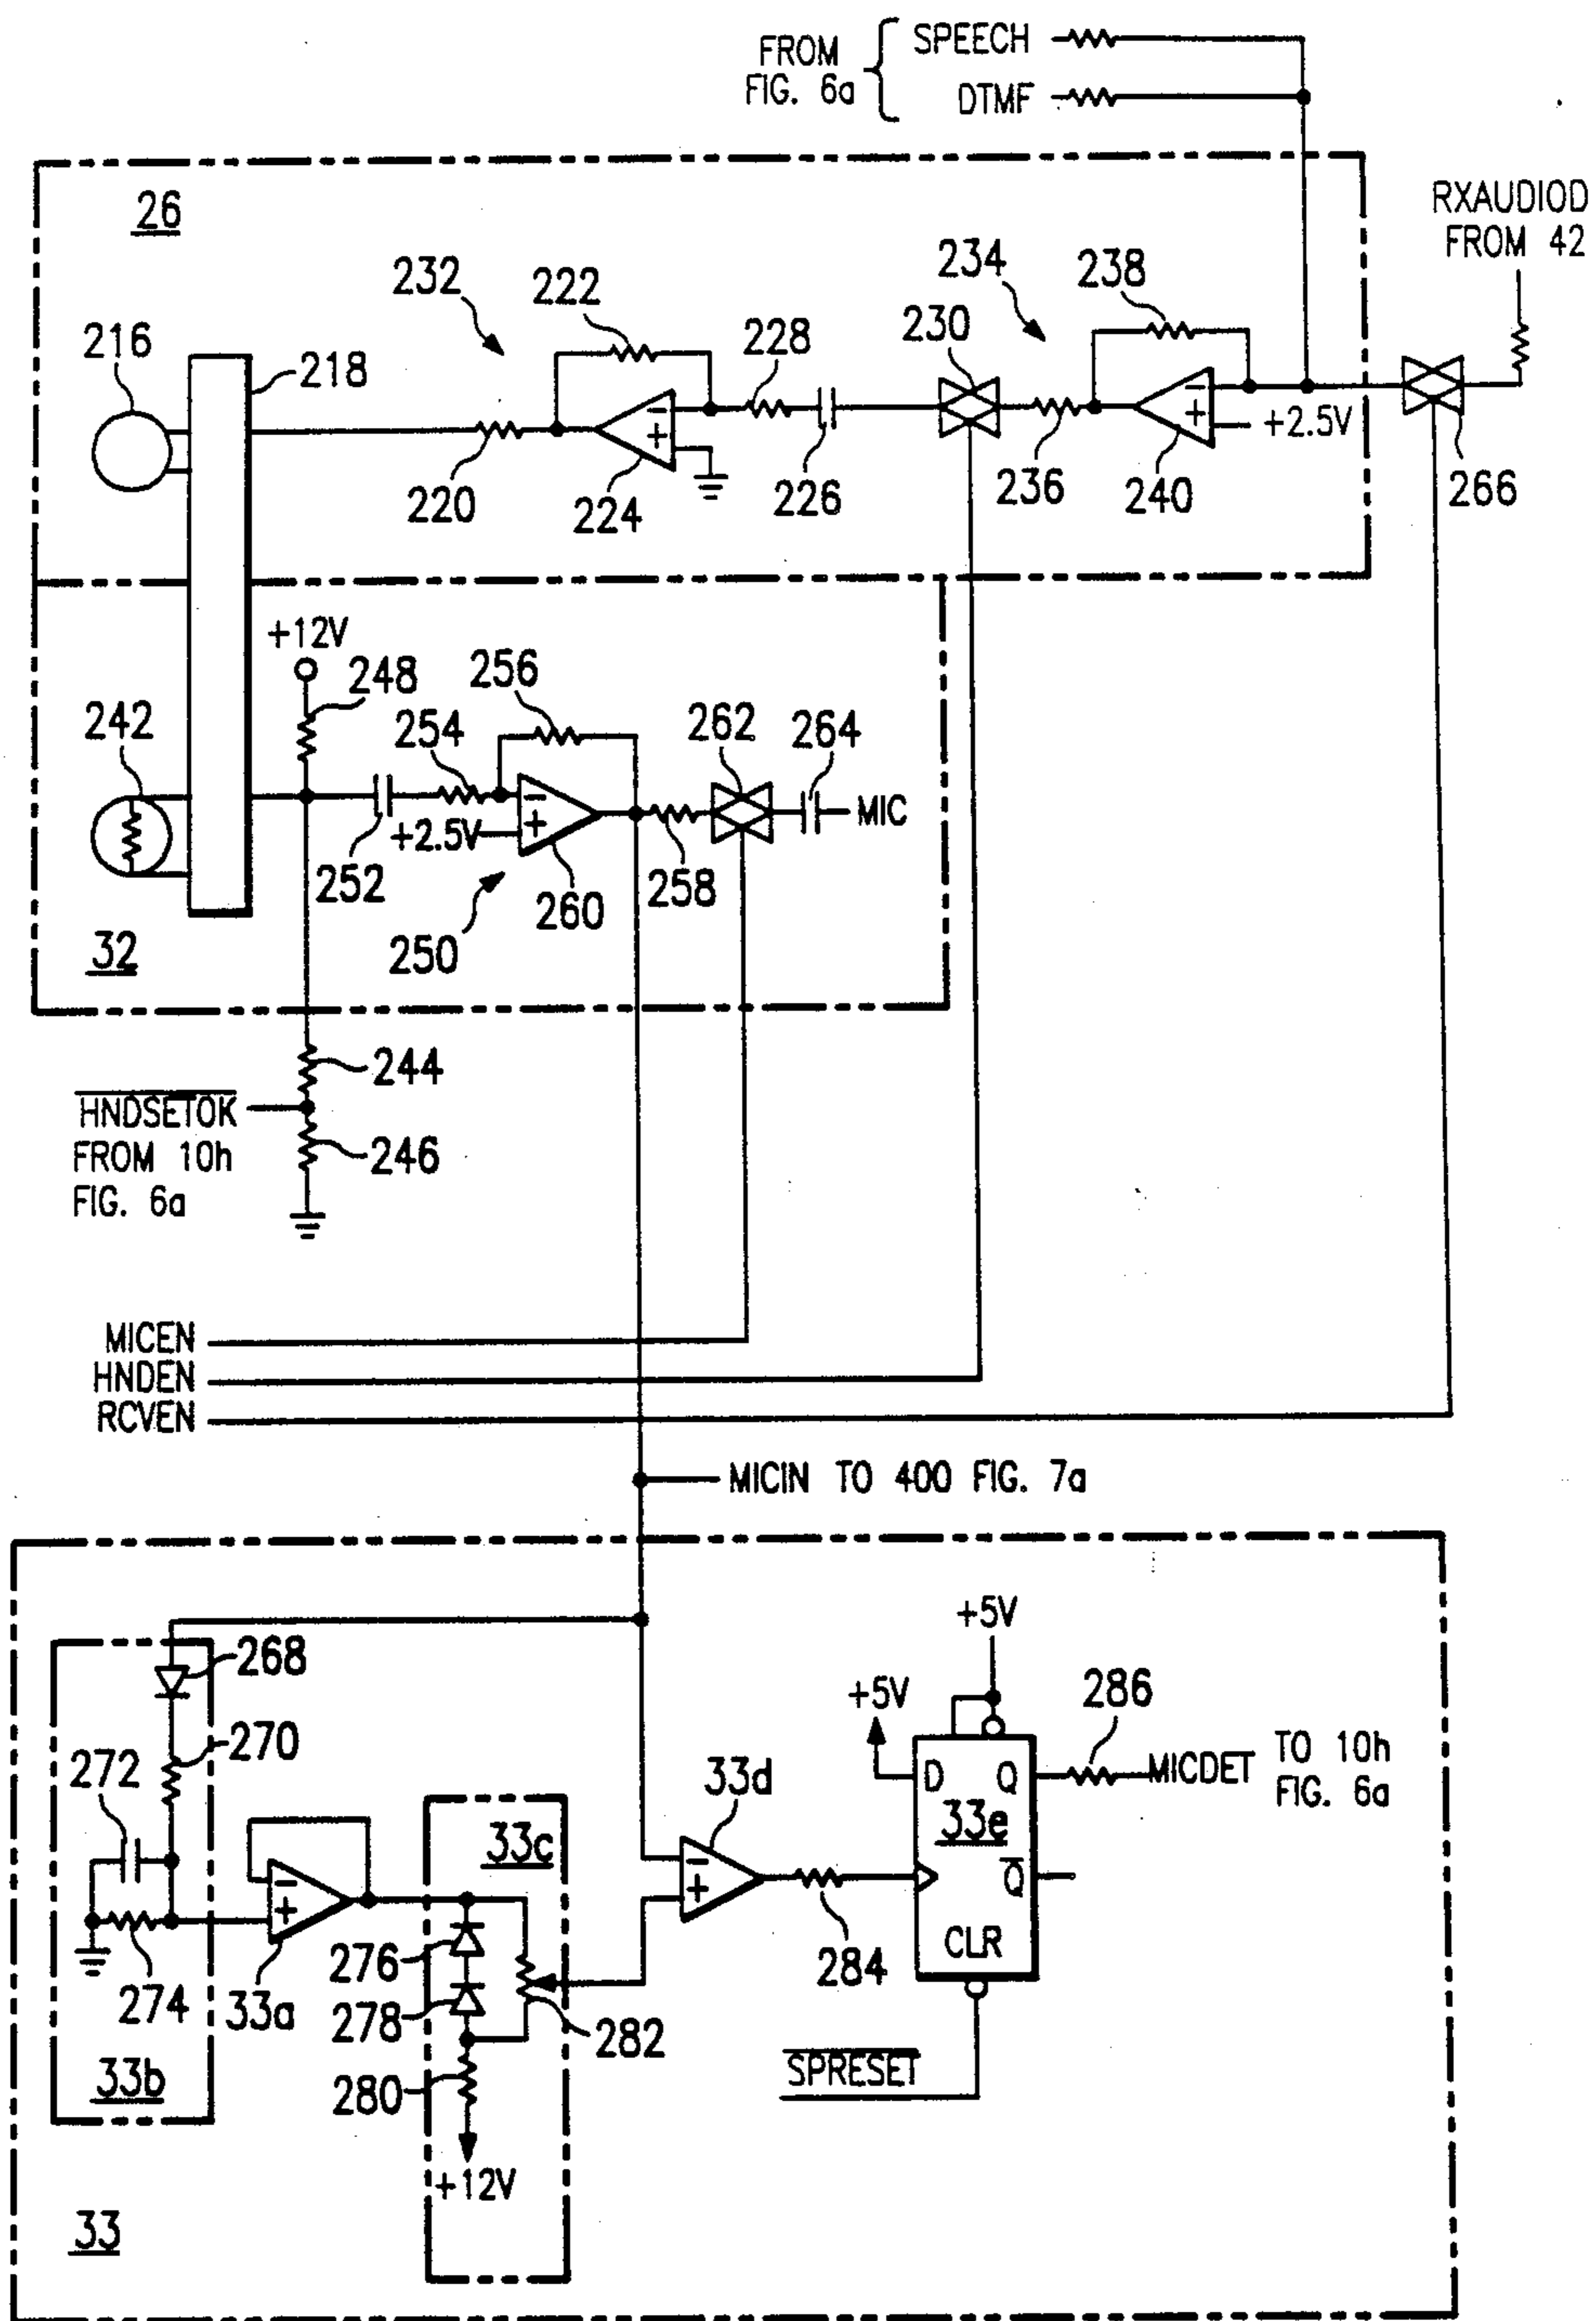 FROM
FIG. 6a
SPEECH
DTMF
RXAUDIOD
FROM 42
26
232
222
234
238
230
228
216
218
+2.5V
220
224
226
236
240
266
+12V
248
256
242
254
262
264
MIC
+2.5V
252
258
260
250
32
244
HNDSETOK
FROM 10h
FIG. 6a
246
MICEN
HNDEN
RCVEN
MICIN TO 400 FIG. 7a
+5V
268
+5V
286
270
272
33d
D
Q
MICDET
TO 10h
FIG. 6a
33e
33c
Q
276
284
CLR
274
33a
278
282
33b
280
SPRESET
+12V
33